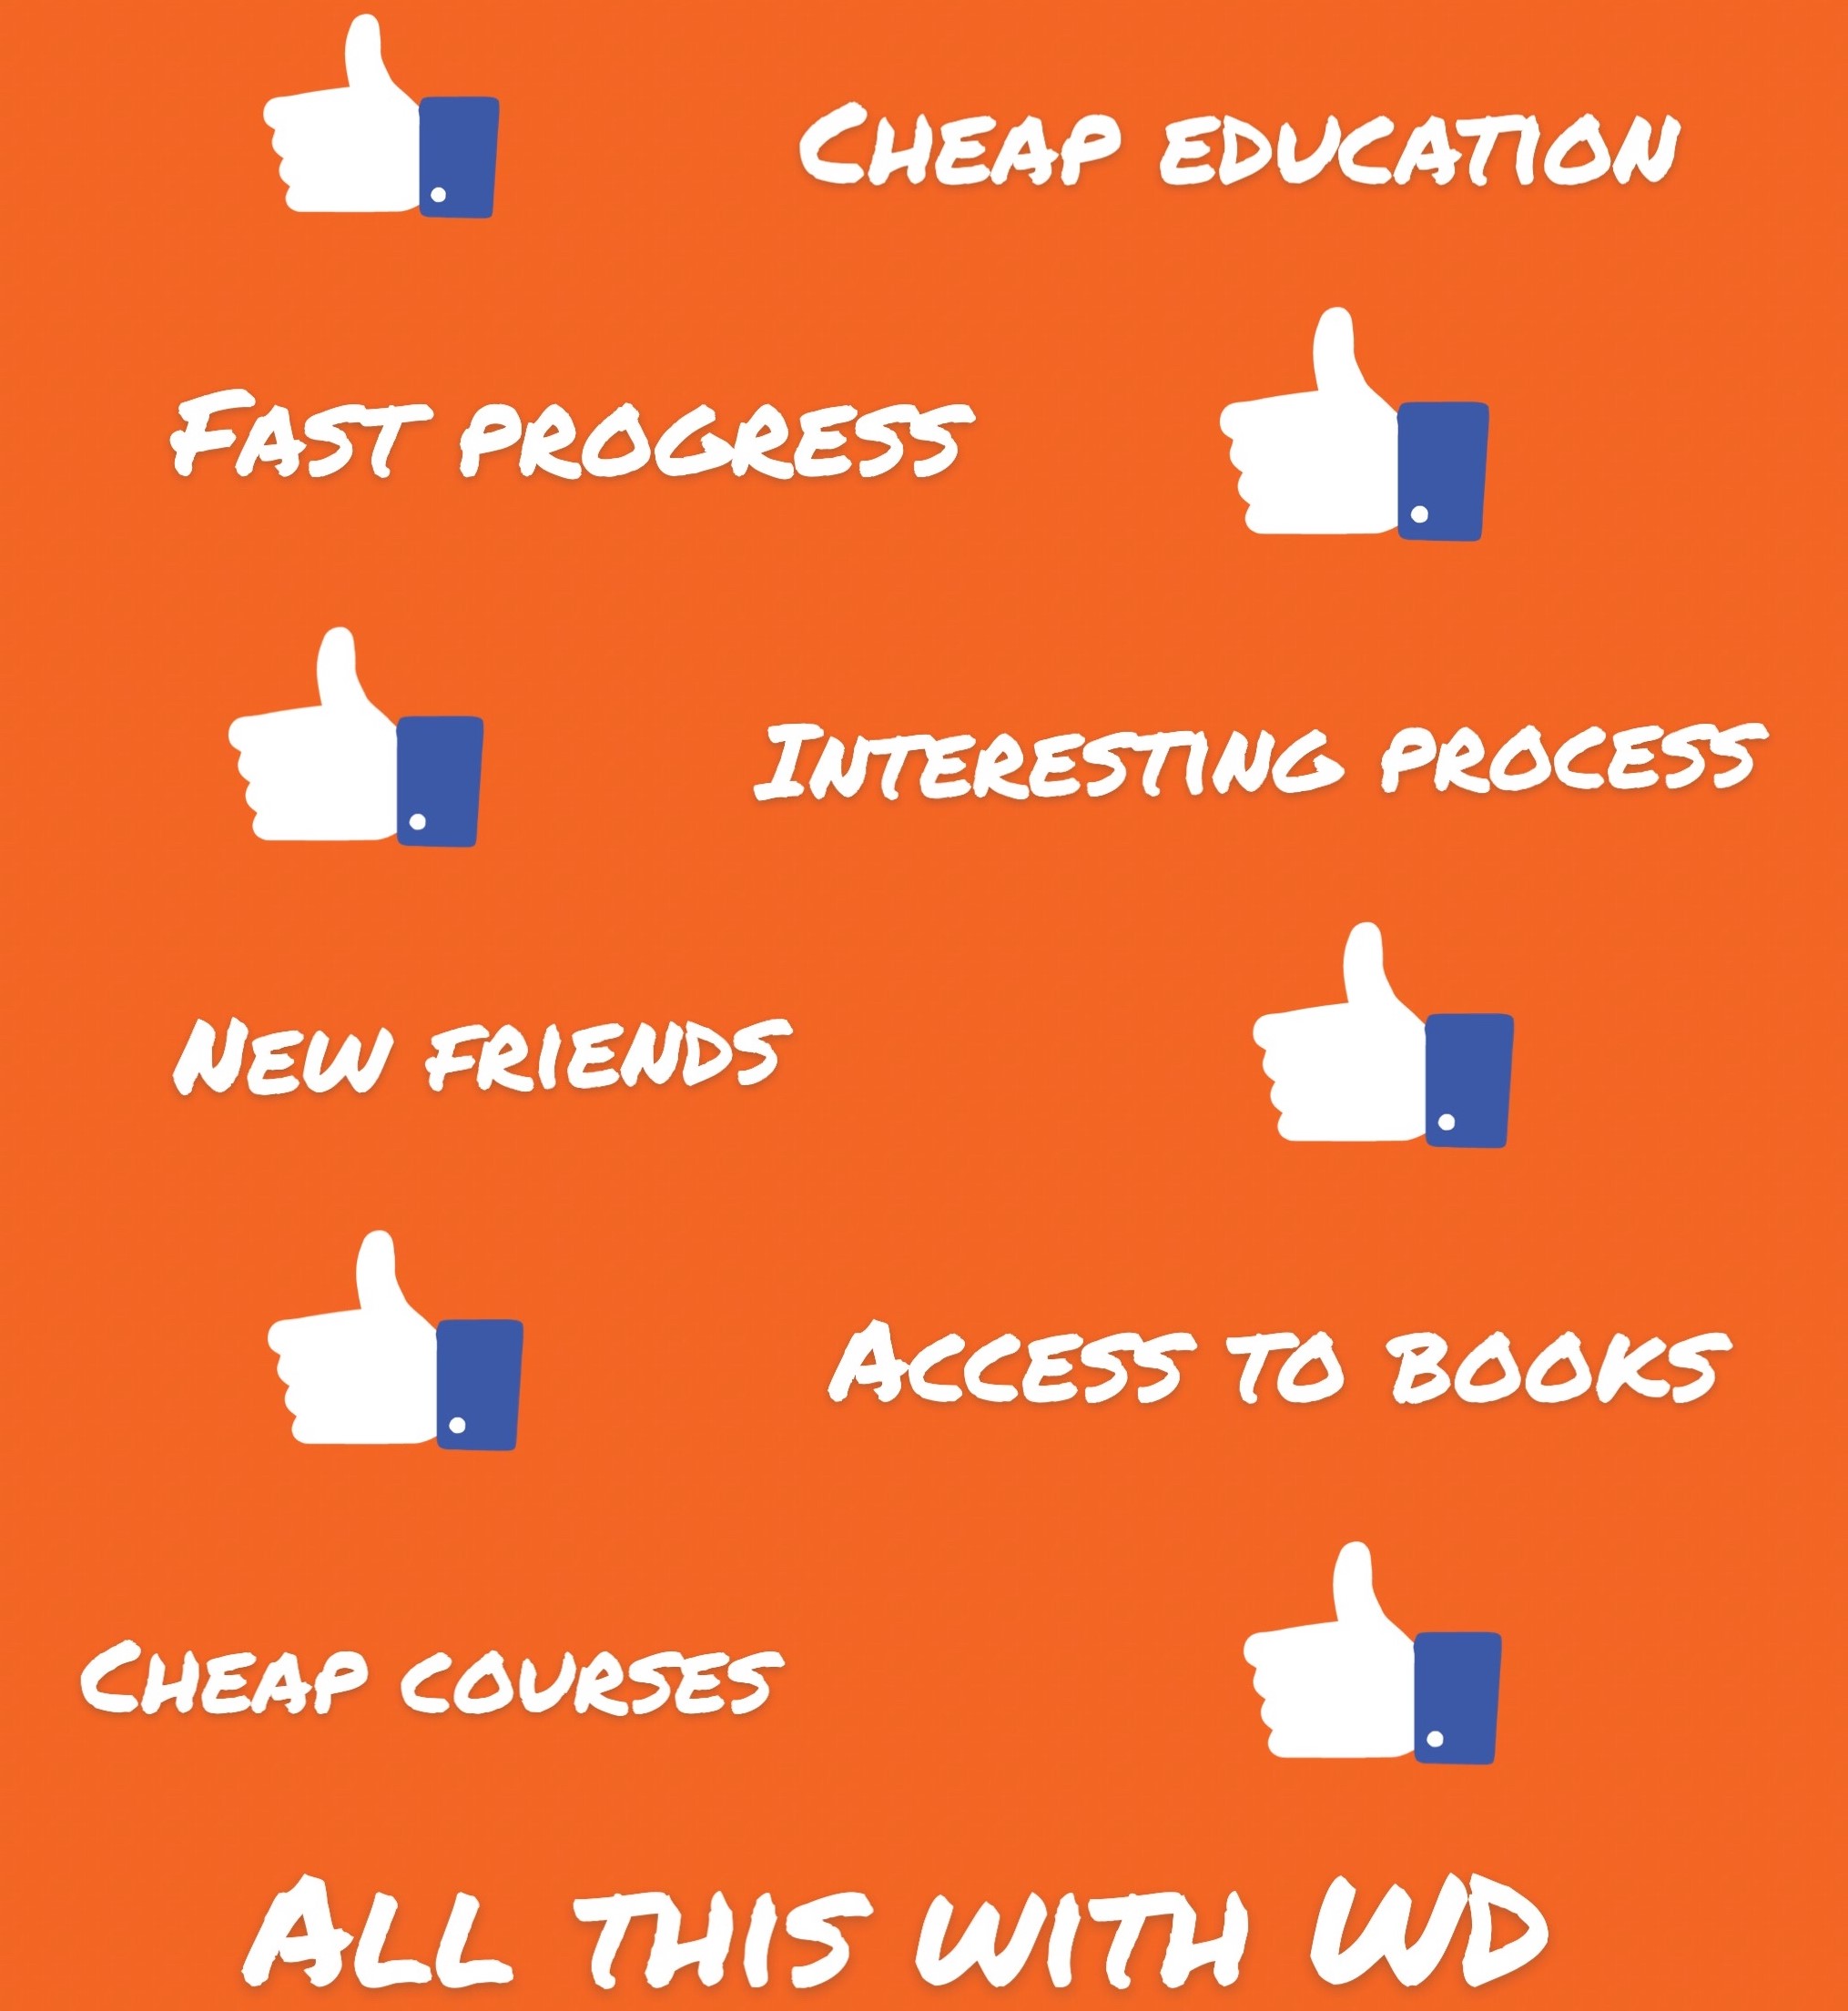 Cheap education
Fast progress
Interesting process
New friends
Access to books
Cheap courses
All this with WD